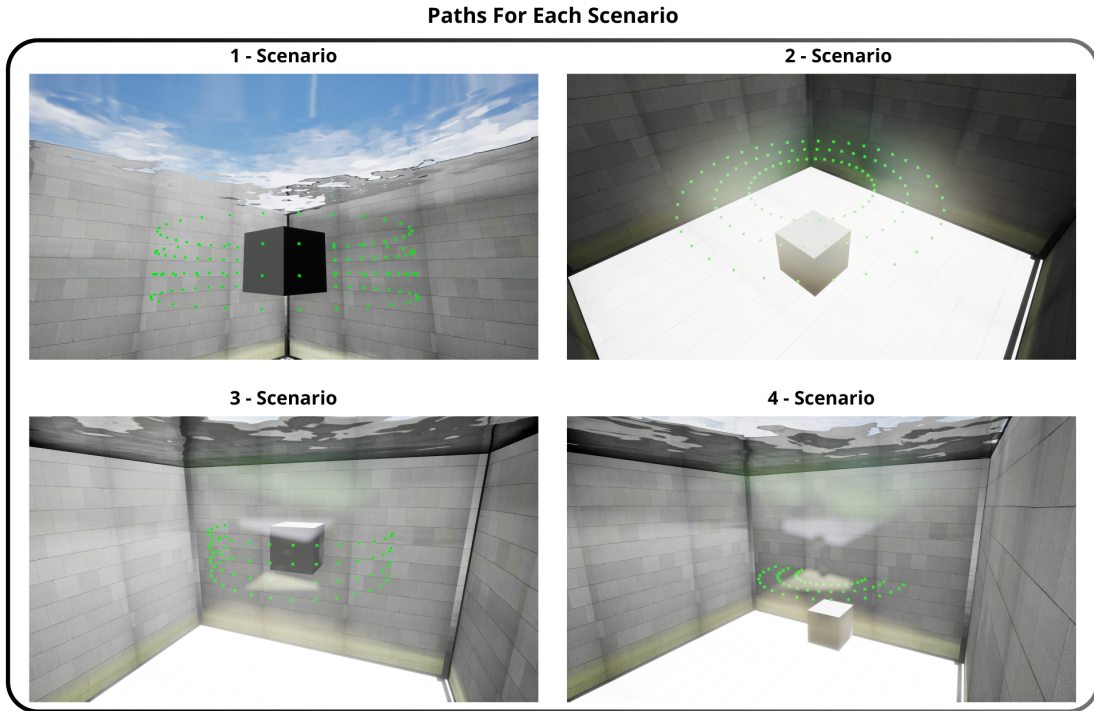 Paths For Each Scenario
1 - Scenario
2 - Scenario
3 - Scenario
4 - Scenario